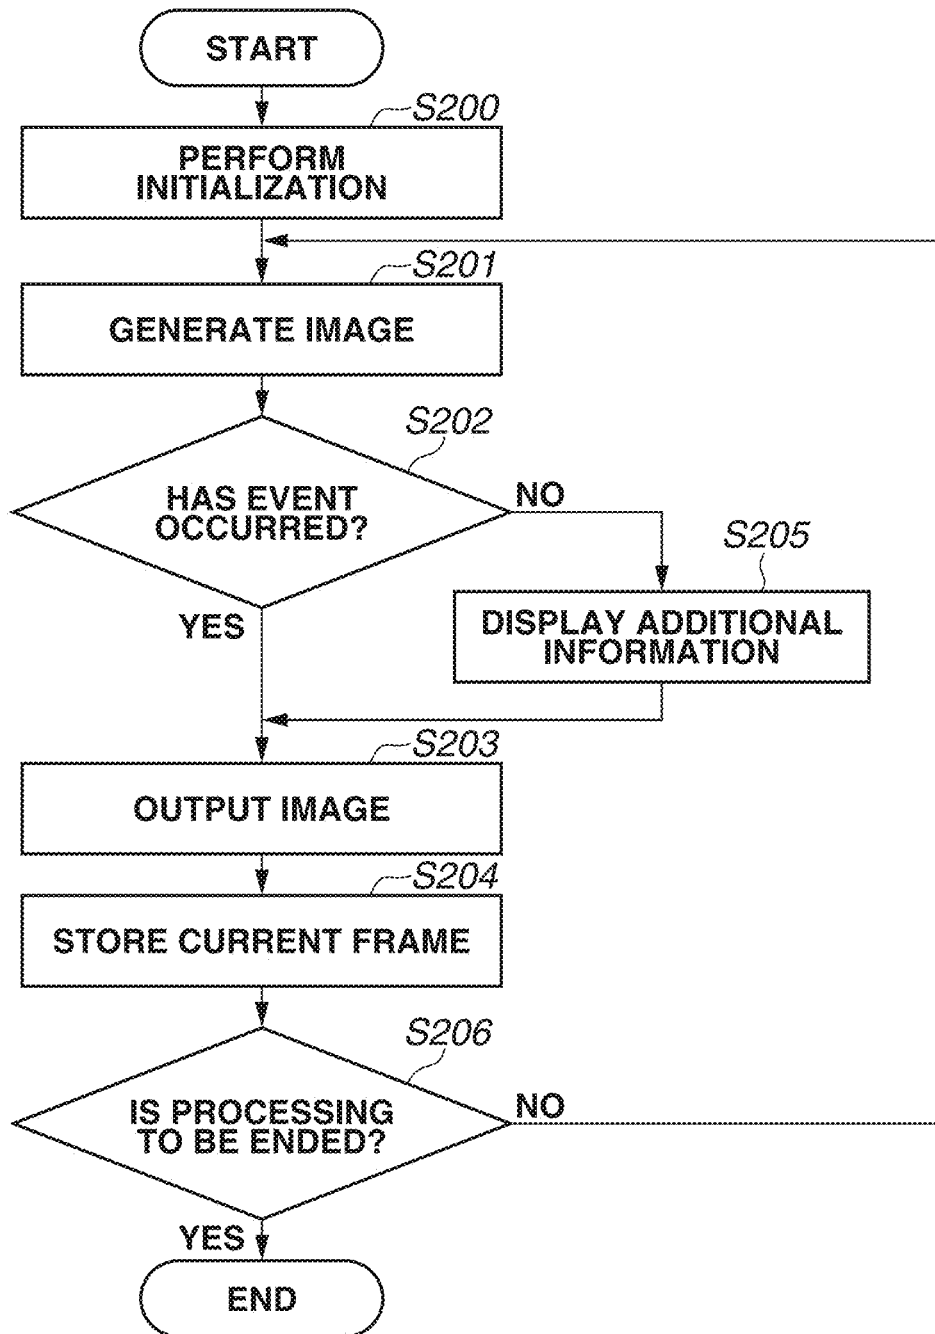 START
S200
PERFORM
INITIALIZATION
S201
GENERATE IMAGE
S202
HAS EVENT
OCCURRED?
NO
S205
DISPLAY ADDITIONAL
INFORMATION
YES
S203
OUTPUT IMAGE
S204
STORE CURRENT FRAME
S206
IS PROCESSING
TO BE ENDED?
NO
YES
END